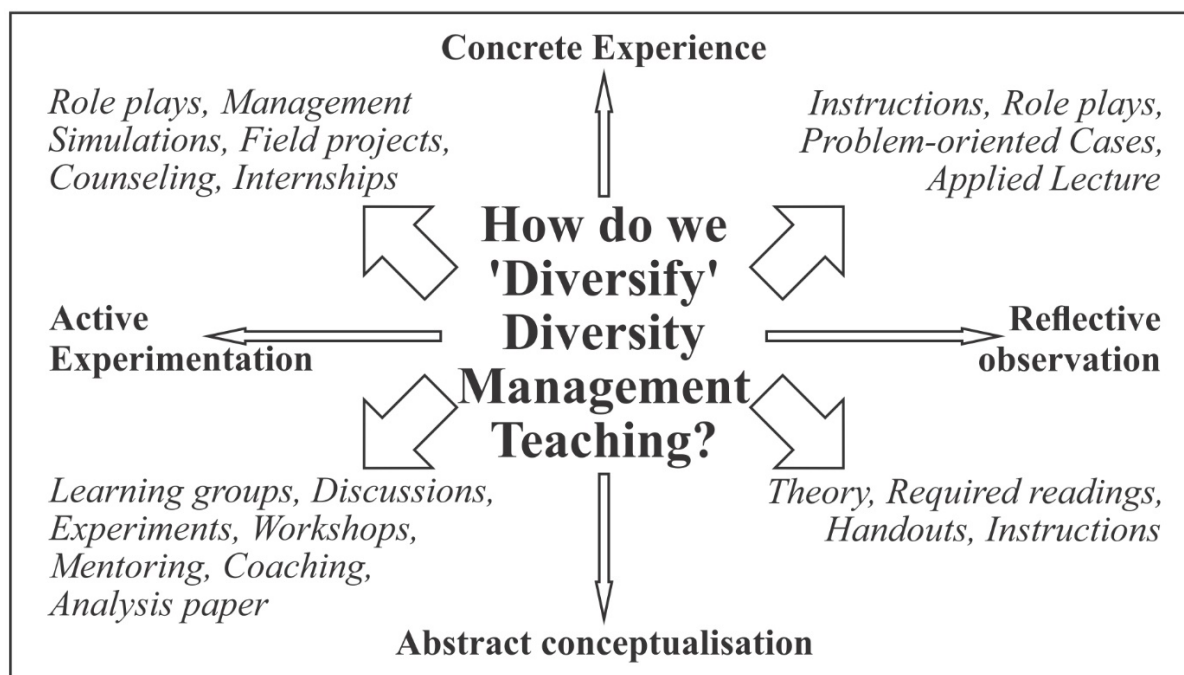 Concrete Experience
Role plays, Management
Simulations, Field projects,
Counseling, Internships
Instructions, Role plays,
Problem-oriented Cases,
Applied Lecture
How do we
'Diversify'
Diversity
Management
Teaching?
Active
Experimentation
Reflective
observation
Learning groups, Discussions,
Experiments, Workshops,
Mentoring, Coaching,
Analysis paper
Theory, Required readings,
Handouts, Instructions
Abstract conceptualisation